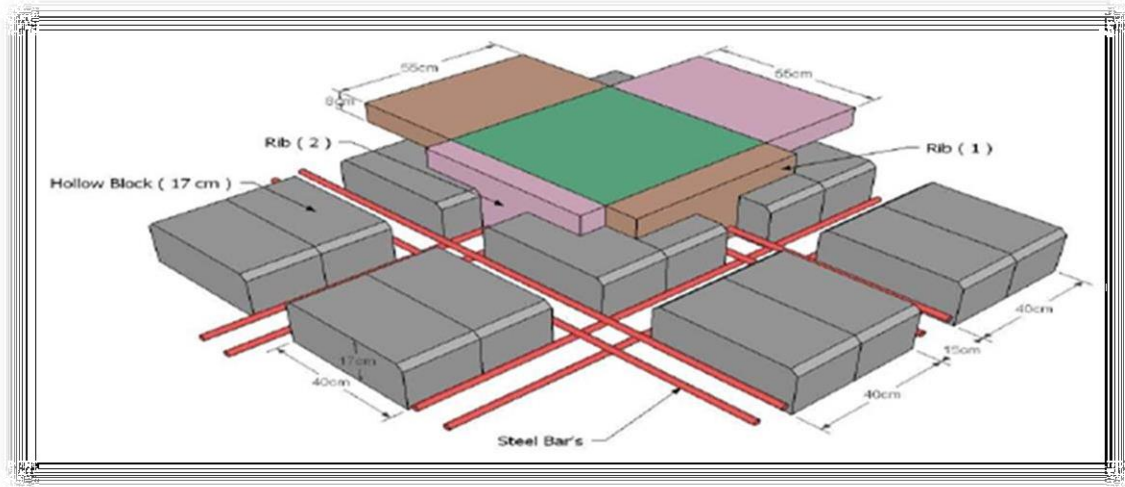 55cm
55cm
8cm
Rib ( 2 )
Rib ( 1 )
Hollow Block ( 17 cm )
17cm
40cm
40cm
15cm
40cm
Steel Bar's